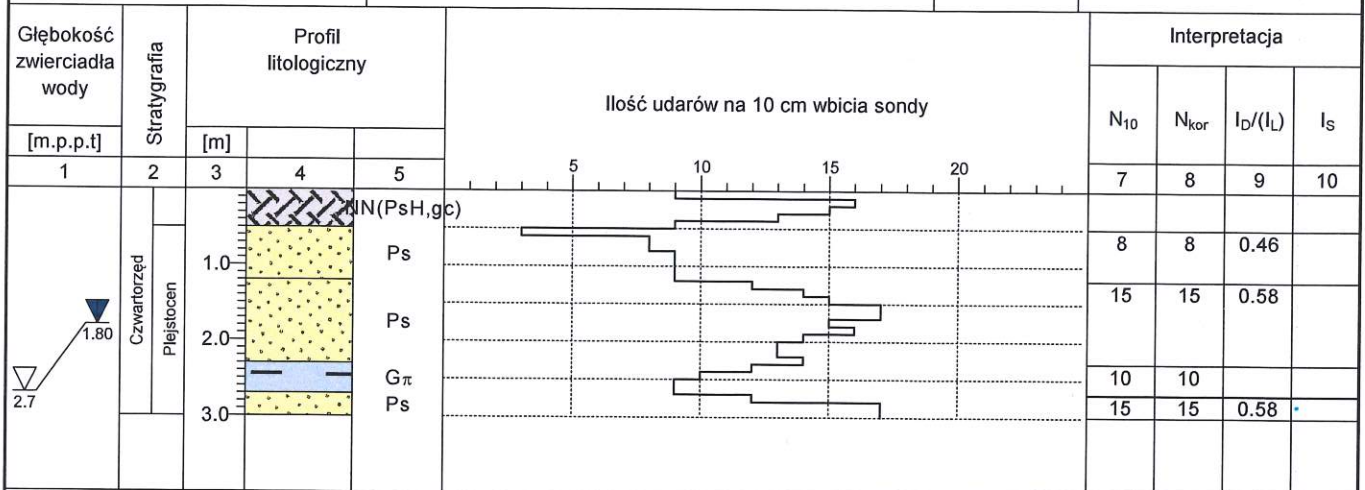 Głębokość
zwierciadła
wody
Stratygrafia
Profil
litologiczny
Ilość udarów na 10 cm wbicia sondy
Interpretacja
[m.p.p.t]
[m]
N10
Nkor
ID/(IL)
IS
1
2
3
4
5
5
10
15
20
7
8
9
10
NN(PsH,gc)
Ps
8
8
0.46
1.0
15
15
0.58
Ps
1.80
2.0
Czwartorzęd
Plejstocen
Gπ
10
10
2.7
Ps
15
15
0.58
3.0